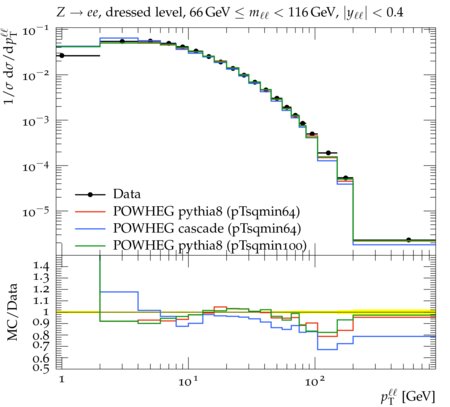 Z → ee, dressed level, 66 GeV ≤ mℓℓ < 116 GeV, |yℓℓ| < 0.4
1/σ dσ/dpTℓℓ
10⁻¹
10⁻²
10⁻³
10⁻⁴
10⁻⁵
Data
POWHEG pythia8 (pTsqmin64)
POWHEG cascade (pTsqmin64)
POWHEG pythia8 (pTsqmin100)
MC/Data
1.4
1.3
1.2
1.1
1
0.9
0.8
0.7
0.6
0.5
1 10¹ 10²
pTℓℓ [GeV]